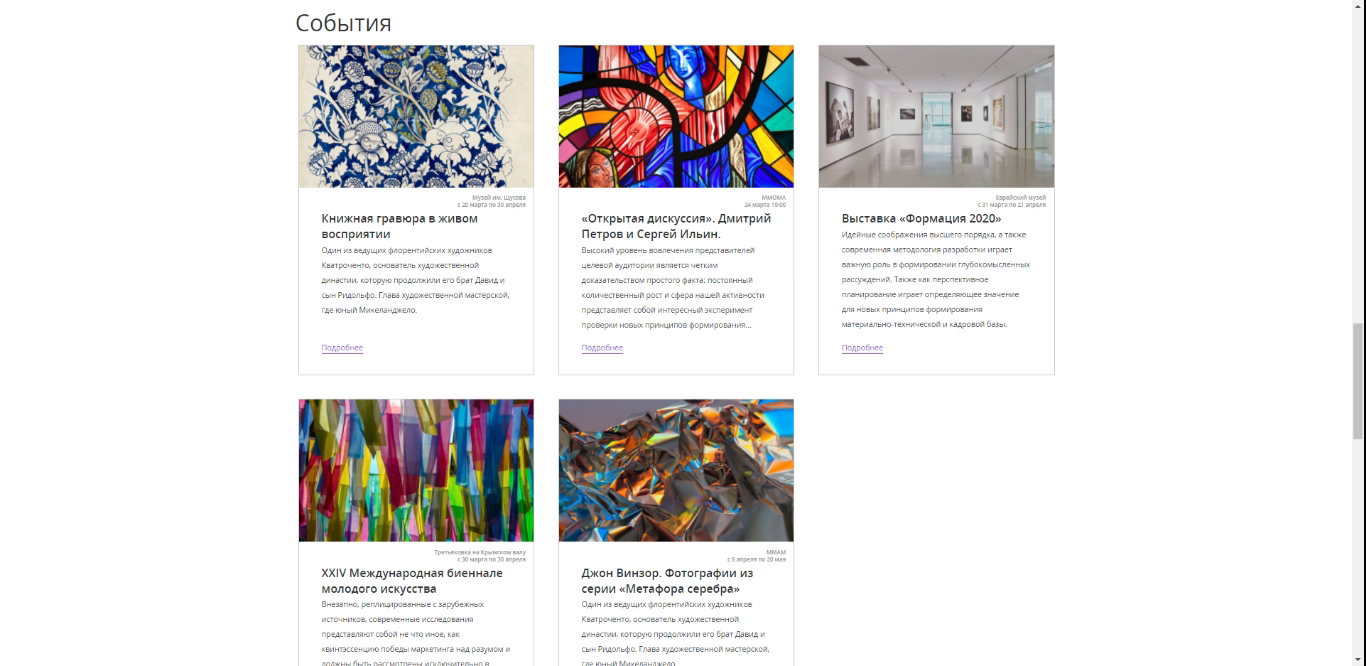 События
Музей им. Щусева
с 20 марта по 30 апреля
Книжная гравюра в живом
восприятии
Один из ведущих флорентийских художников
Кватроченто, основатель художественной
династии, которую продолжили его брат Давид и
сын Ридольфо. Глава художественной мастерской,
где юный Микеланджело.
Подробнее
ММОМА
24 марта 19:00
«Открытая дискуссия». Дмитрий
Петров и Сергей Ильин.
Высокий уровень вовлечения представителей
целевой аудитории является четким
доказательством простого факта: постоянный
количественный рост и сфера нашей активности
представляет собой интересный эксперимент
проверки новых принципов формирования...
Подробнее
Еврейский музей
с 31 марта по 21 апреля
Выставка «Формация 2020»
Идейные соображения высшего порядка, а также
современная методология разработки играет
важную роль в формировании глубокомысленных
рассуждений. Также как перспективное
планирование играет определяющее значение
для новых принципов формирования
материально-технической и кадровой базы.
Подробнее
Третьяковка на Крымском валу
с 30 марта по 30 апреля
XXIV Международная биеннале
молодого искусства
Внезапно, реплицированные с зарубежных
источников, современные исследования
представляют собой не что иное, как
квинтэссенцию победы маркетинга над разумом и
должны быть рассмотрены исключительно в
ММАМ
с 8 апреля по 20 мая
Джон Винзор. Фотографии из
серии «Метафора серебра»
Один из ведущих флорентийских художников
Кватроченто, основатель художественной
династии, которую продолжили его брат Давид и
сын Ридольфо. Глава художественной мастерской,
где юный Микеланджело